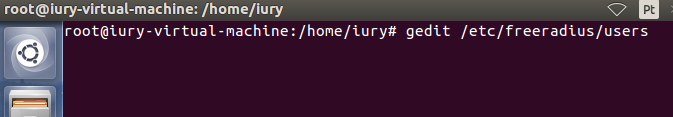 root@iury-virtual-machine: /home/iury
Pt
root@iury-virtual-machine:/home/iury# gedit /etc/freeradius/users